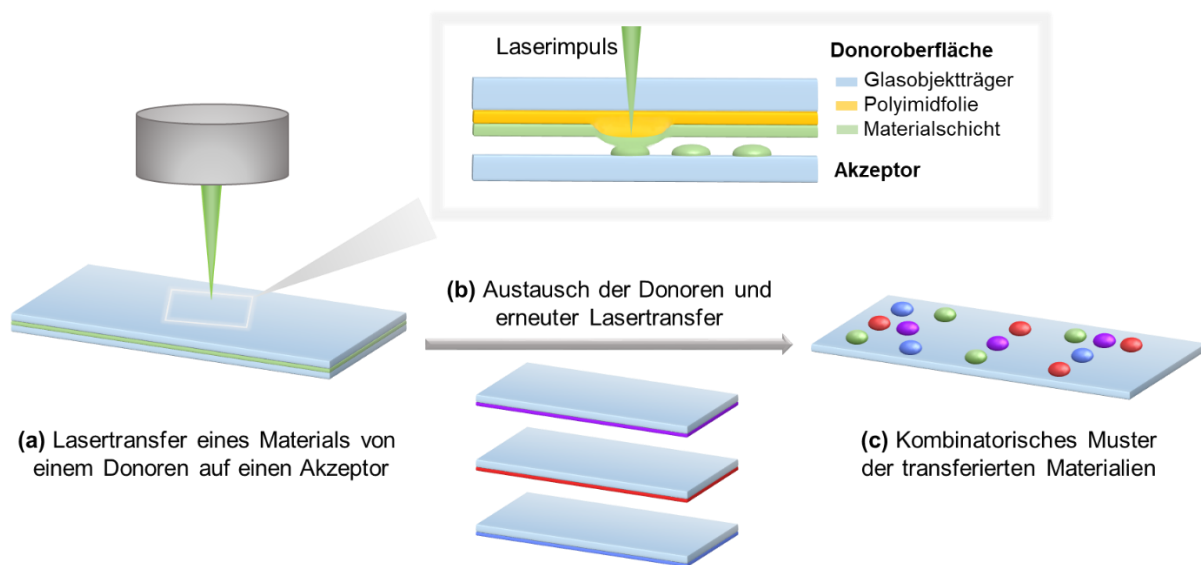 Laserimpuls
Donoroberfläche
Glasobjektträger
Polyimidfolie
Materialschicht
Akzeptor
(a) Lasertransfer eines Materials von
einem Donoren auf einen Akzeptor
(b) Austausch der Donoren und
erneuter Lasertransfer
(c) Kombinatorisches Muster
der transferierten Materialien